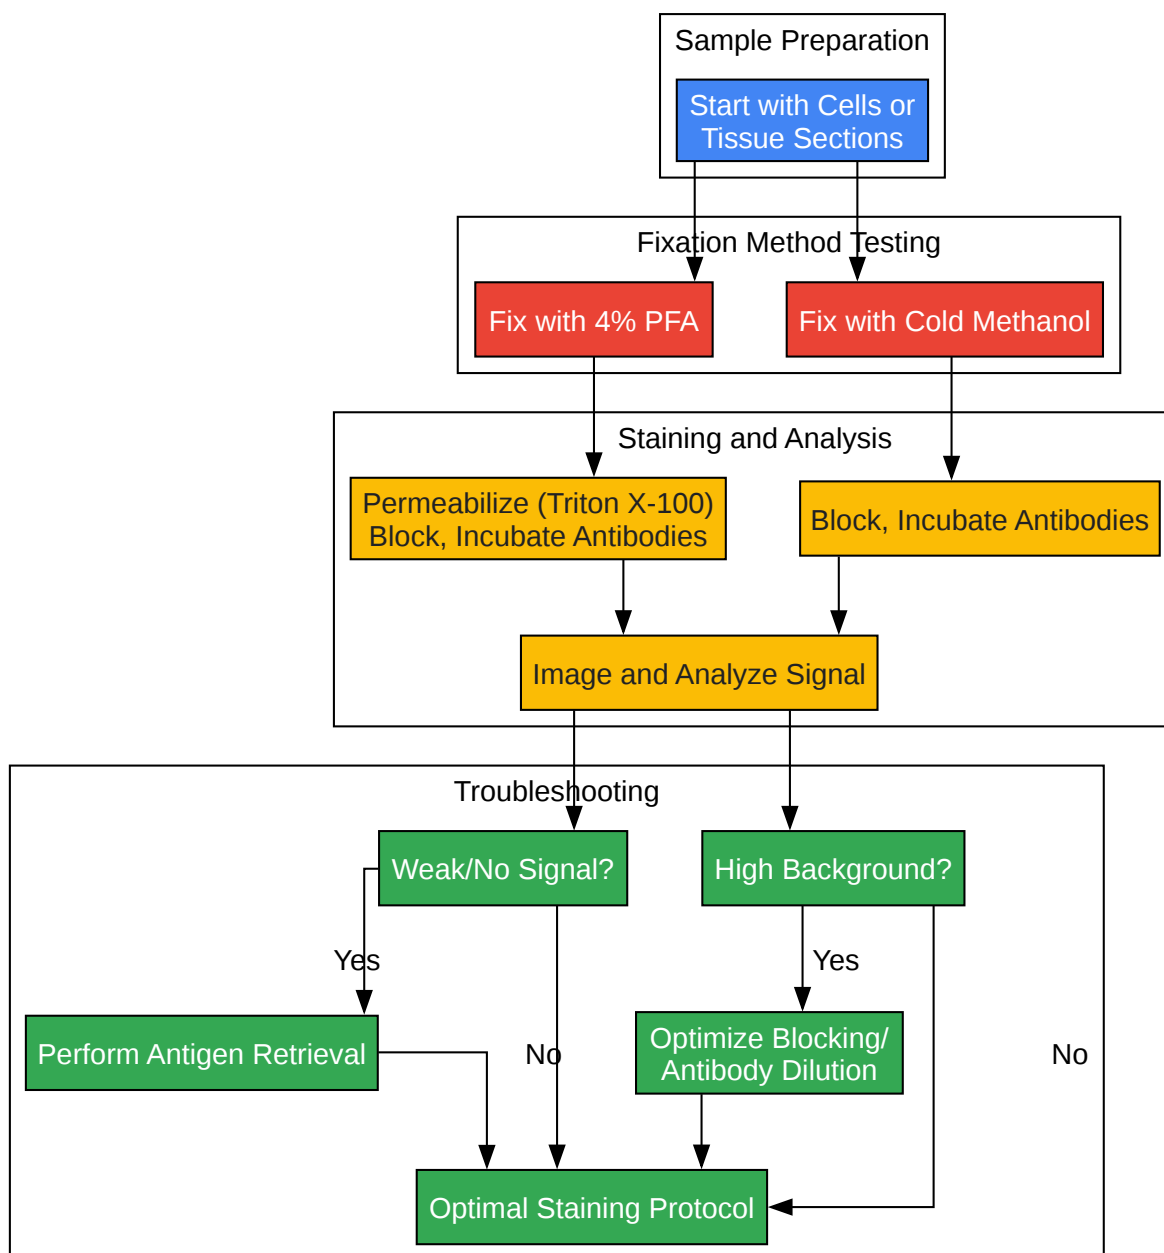 Sample Preparation
Start with Cells or
Tissue Sections
Fixation Method Testing
Fix with 4% PFA
Fix with Cold Methanol
Staining and Analysis
Permeabilize (Triton X-100)
Block, Incubate Antibodies
Block, Incubate Antibodies
Image and Analyze Signal
Troubleshooting
Weak/No Signal?
High Background?
Yes
Yes
Perform Antigen Retrieval
No
Optimize Blocking/
Antibody Dilution
No
Optimal Staining Protocol